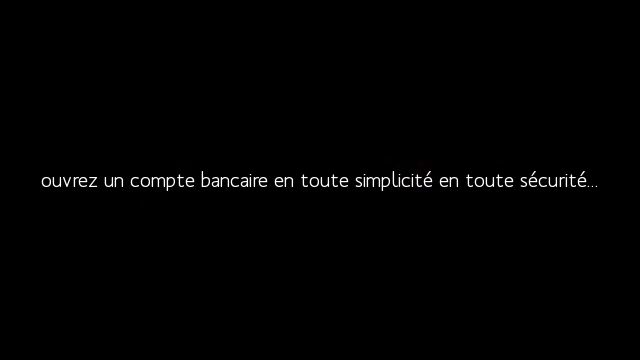 ouvrez un compte bancaire en toute simplicité en toute sécurité...